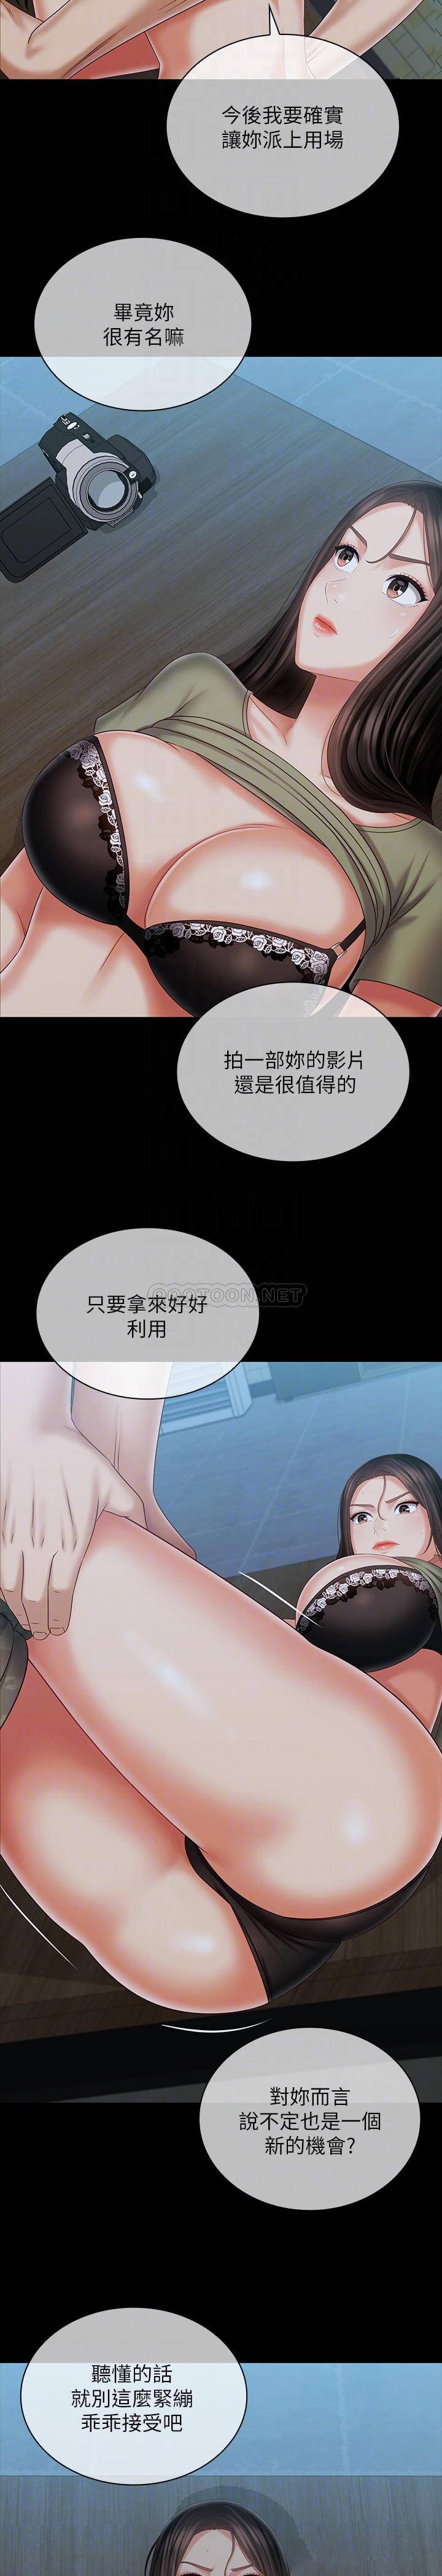 今後我要確實
讓妳派上用場
畢竟妳
很有名嘛
拍一部妳的影片
還是很值得的
只要拿來好好
利用
對妳而言
說不定也是一個
新的機會?
聽懂的話
就別這麼緊繃
乖乖接受吧